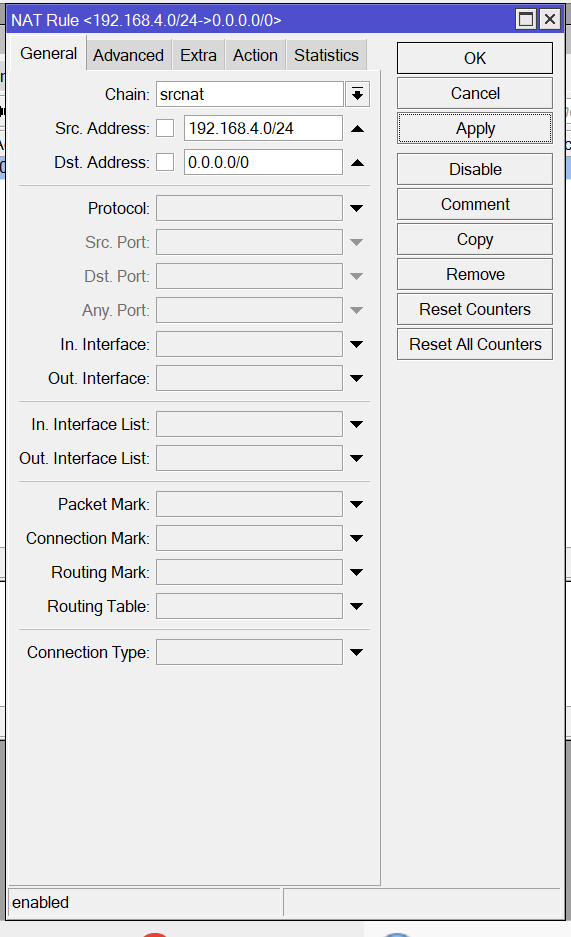 NAT Rule <192.168.4.0/24->0.0.0.0/0>
General Advanced Extra Action Statistics
Chain: srcnat
Src. Address: 192.168.4.0/24
Dst. Address: 0.0.0.0/0
Protocol:
Src. Port:
Dst. Port:
Any. Port:
In. Interface:
Out. Interface:
In. Interface List:
Out. Interface List:
Packet Mark:
Connection Mark:
Routing Mark:
Routing Table:
Connection Type:
OK
Cancel
Apply
Disable
Comment
Copy
Remove
Reset Counters
Reset All Counters
enabled